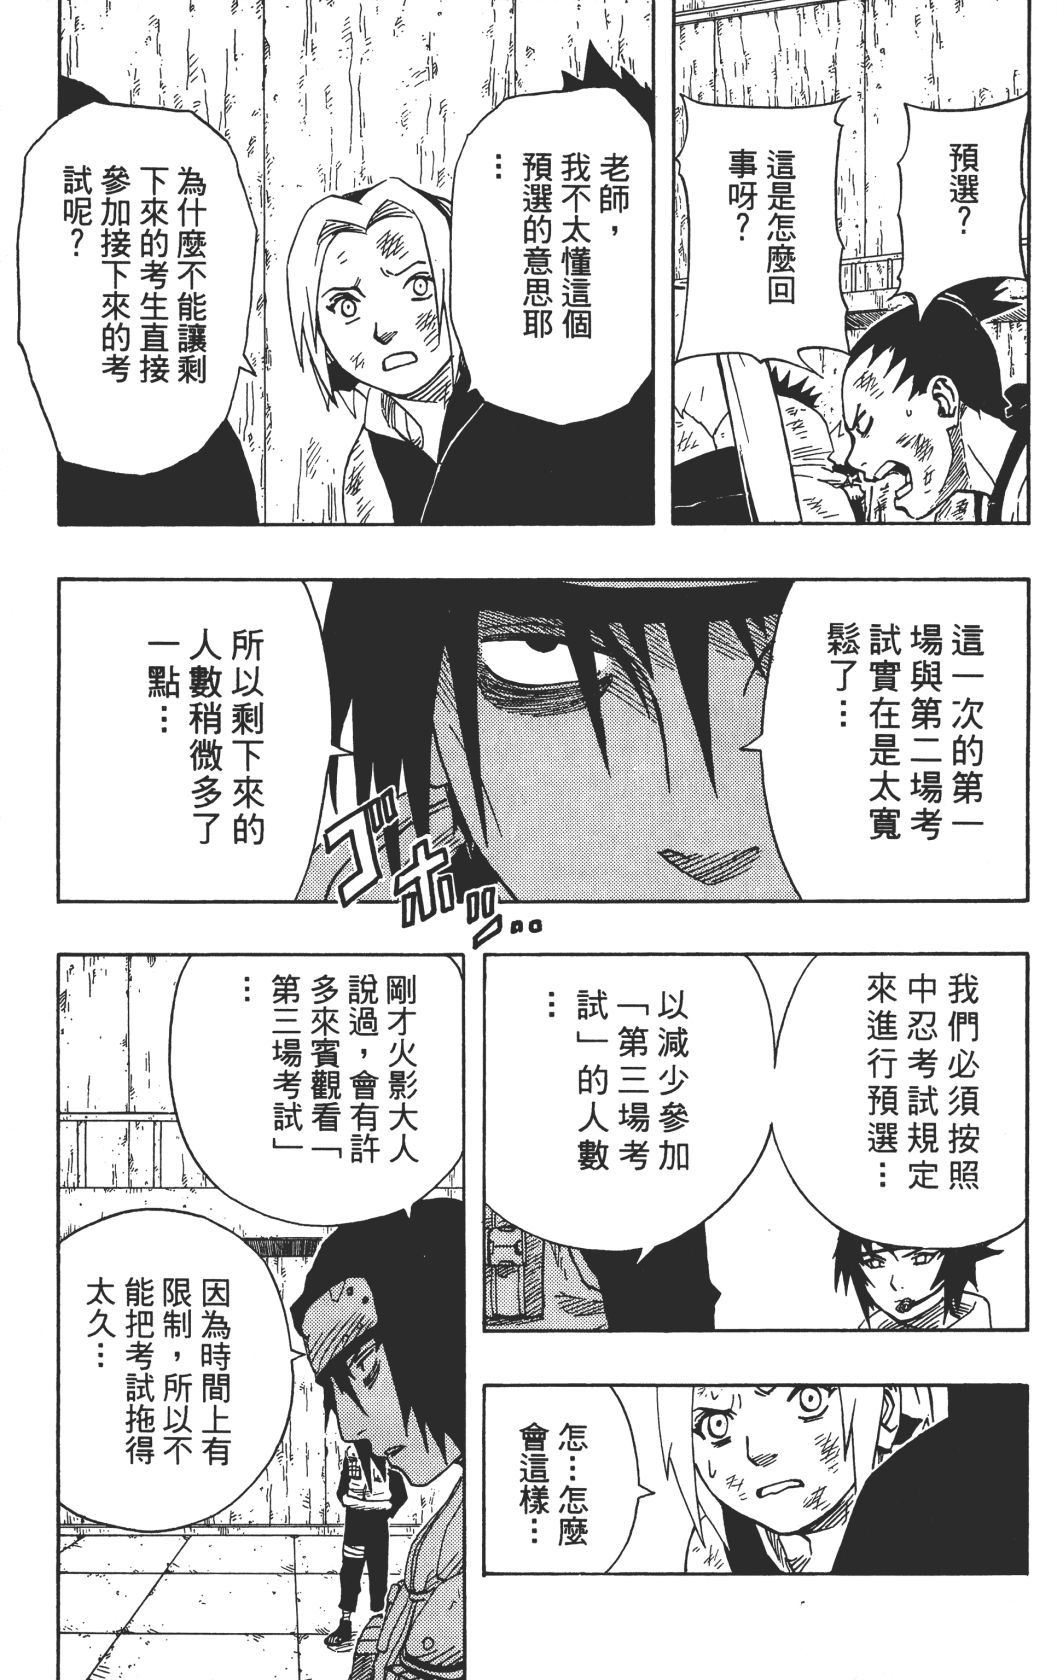 預選？
這是怎麼回
事呀？
老師，
我不太懂這個
預選的意思耶
…
為什麼不能讓剩
下來的考生直接
參加接下來的考
試呢？
這一次的第一
場與第二場考
試實在是太寬
鬆了…
所以剩下來的
人數稍微多了
一點…
ゴホッ…
我們必須按照
中忍考試規定
來進行預選…
以減少參加
「第三場考
試」的人數
…
怎…怎麼
會這樣…
剛才火影大人
說過，會有許
多來賓觀看「
第三場考試」
…
因為時間上有
限制，所以不
能把考試拖得
太久…